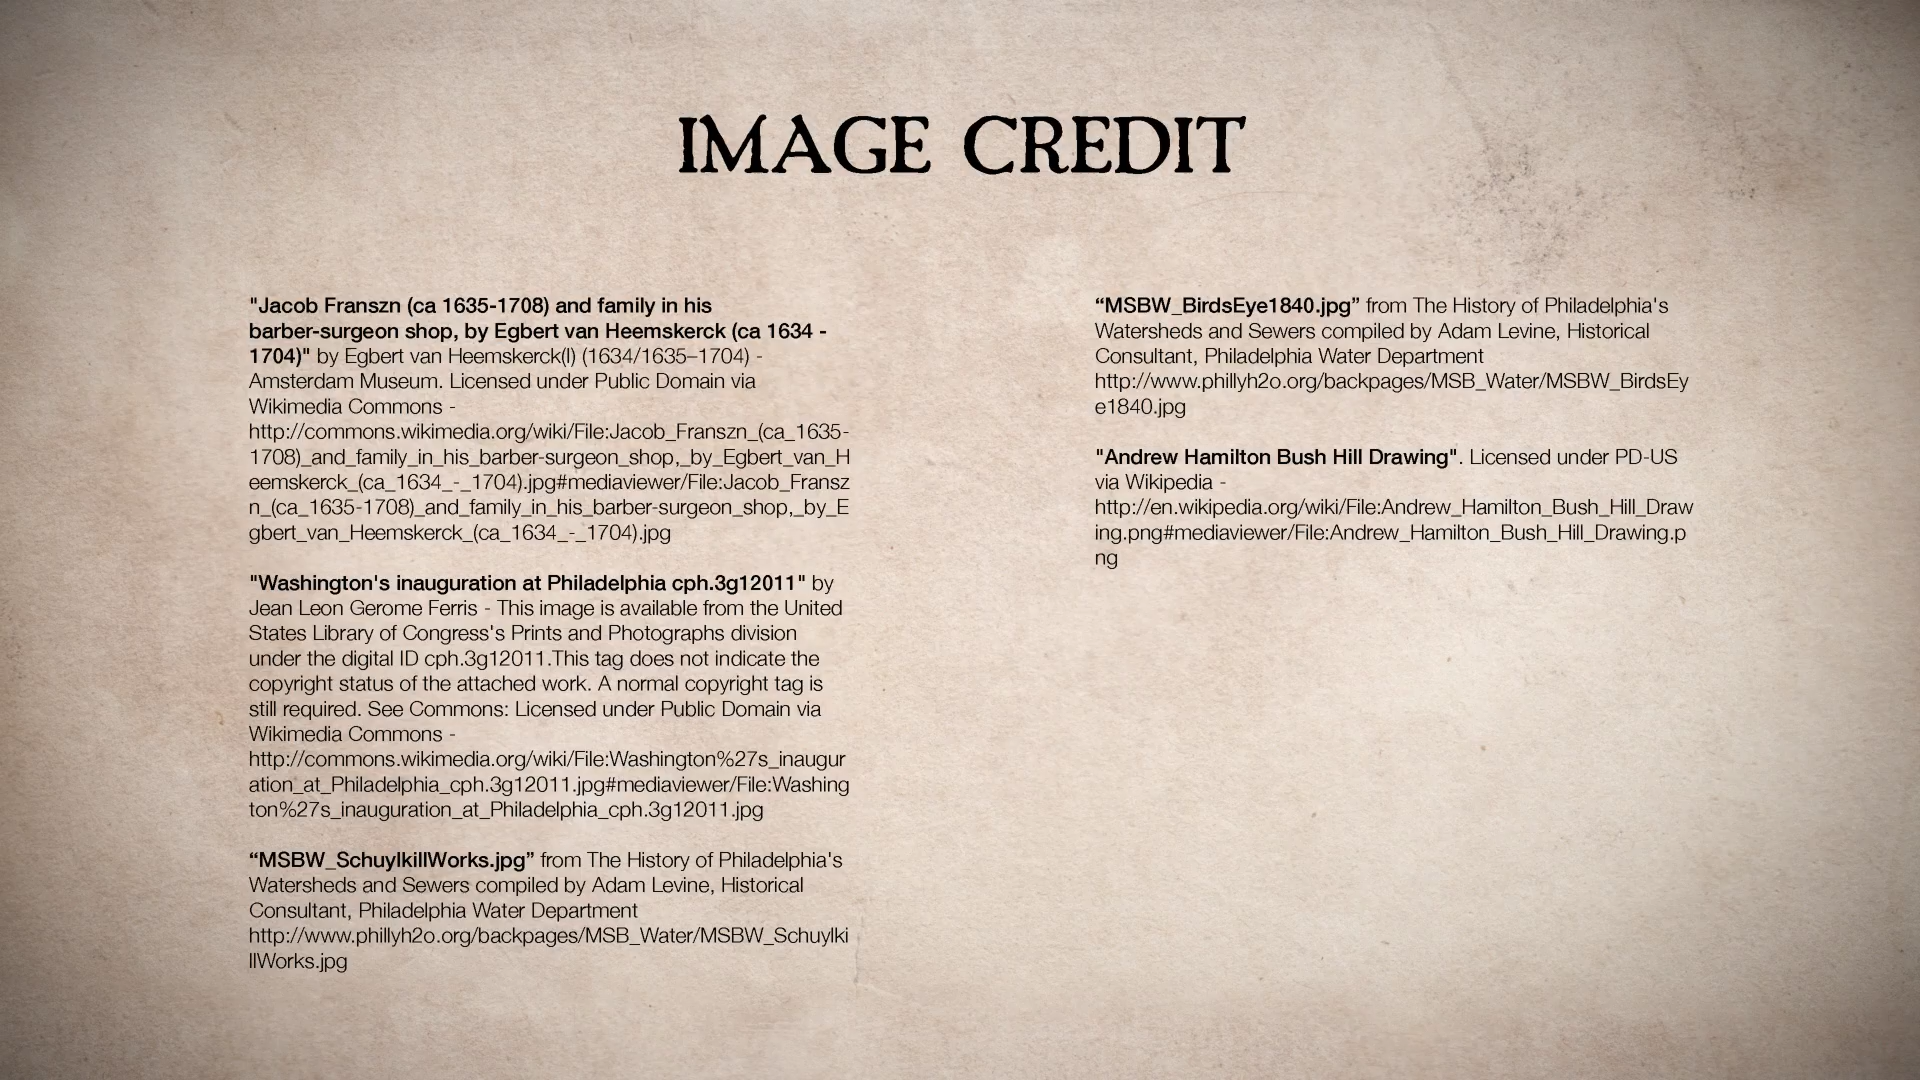 IMAGE CREDIT
"Jacob Franszn (ca 1635-1708) and family in his
barber-surgeon shop, by Egbert van Heemskerck (ca 1634 -
1704)" by Egbert van Heemskerck(I) (1634/1635–1704) -
Amsterdam Museum. Licensed under Public Domain via
Wikimedia Commons -
http://commons.wikimedia.org/wiki/File:Jacob_Franszn_(ca_1635-
1708)_and_family_in_his_barber-surgeon_shop,_by_Egbert_van_H
eemskerck_(ca_1634_-_1704).jpg#mediaviewer/File:Jacob_Fransz
n_(ca_1635-1708)_and_family_in_his_barber-surgeon_shop,_by_E
gbert_van_Heemskerck_(ca_1634_-_1704).jpg
"Washington's inauguration at Philadelphia cph.3g12011" by
Jean Leon Gerome Ferris - This image is available from the United
States Library of Congress's Prints and Photographs division
under the digital ID cph.3g12011.This tag does not indicate the
copyright status of the attached work. A normal copyright tag is
still required. See Commons: Licensed under Public Domain via
Wikimedia Commons -
http://commons.wikimedia.org/wiki/File:Washington%27s_inaugur
ation_at_Philadelphia_cph.3g12011.jpg#mediaviewer/File:Washing
ton%27s_inauguration_at_Philadelphia_cph.3g12011.jpg
“MSBW_SchuylkillWorks.jpg” from The History of Philadelphia's
Watersheds and Sewers compiled by Adam Levine, Historical
Consultant, Philadelphia Water Department
http://www.phillyh2o.org/backpages/MSB_Water/MSBW_Schuylki
llWorks.jpg
“MSBW_BirdsEye1840.jpg” from The History of Philadelphia's
Watersheds and Sewers compiled by Adam Levine, Historical
Consultant, Philadelphia Water Department
http://www.phillyh2o.org/backpages/MSB_Water/MSBW_BirdsEy
e1840.jpg
"Andrew Hamilton Bush Hill Drawing". Licensed under PD-US
via Wikipedia -
http://en.wikipedia.org/wiki/File:Andrew_Hamilton_Bush_Hill_Draw
ing.png#mediaviewer/File:Andrew_Hamilton_Bush_Hill_Drawing.p
ng